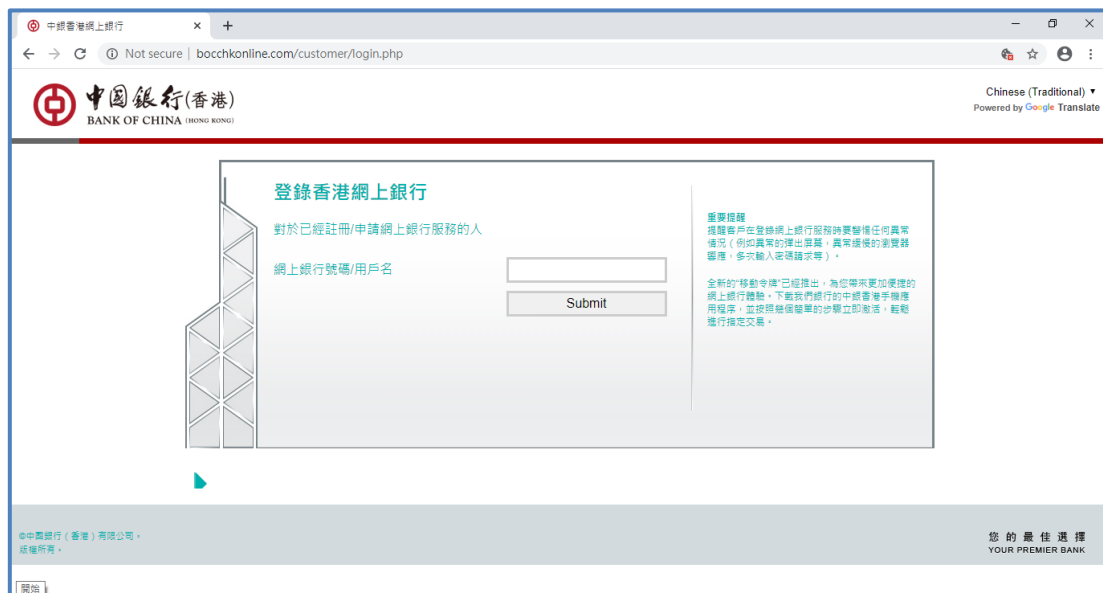 中銀香港網上銀行
Not secure | bocchkonline.com/customer/login.php
中國銀行(香港)
BANK OF CHINA (HONG KONG)
Chinese (Traditional) ▼
Powered by Google Translate
登錄香港網上銀行
對於已經註冊/申請網上銀行服務的人
網上銀行號碼/用戶名
Submit
重要提醒
提醒客戶在登錄網上銀行服務時要警惕任何異常
情況（例如異常的彈出屏幕，異常緩慢的瀏覽器
響應，多次輸入密碼請求等）。
全新的“移動令牌”已經推出，為您帶來更加便捷的
網上銀行體驗。下載我們銀行的中銀香港手機應
用程序，並按照幾個簡單的步驟立即激活，輕鬆
進行指定交易。
©中國銀行（香港）有限公司。
版權所有。
您的最佳選擇
YOUR PREMIER BANK
開始